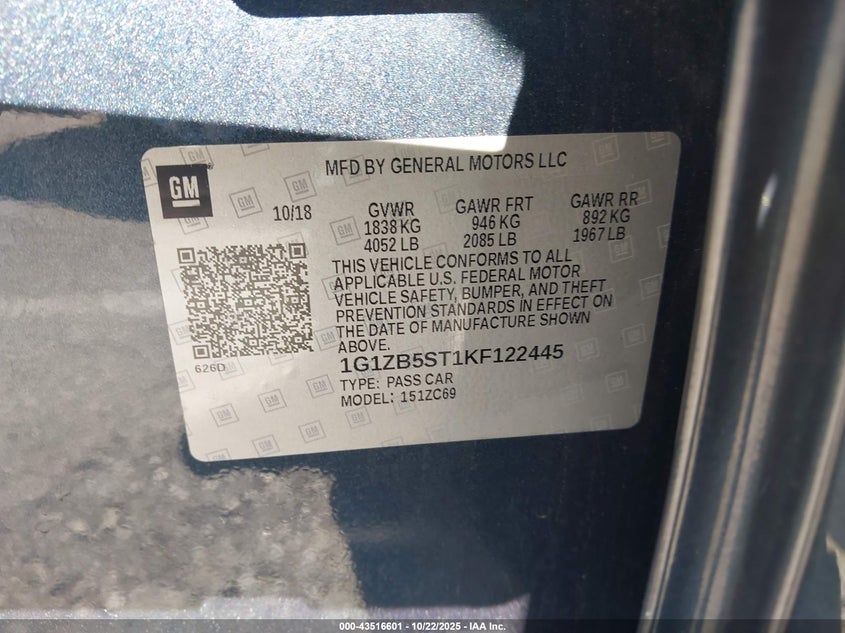 MFD BY GENERAL MOTORS LLC
GM
10/18
GVWR
1838 KG
4052 LB
GAWR FRT
946 KG
2085 LB
GAWR RR
892 KG
1967 LB
THIS VEHICLE CONFORMS TO ALL
APPLICABLE U.S. FEDERAL MOTOR
VEHICLE SAFETY, BUMPER, AND THEFT
PREVENTION STANDARDS IN EFFECT ON
THE DATE OF MANUFACTURE SHOWN
ABOVE.
626D
1G1ZB5ST1KF122445
TYPE: PASS CAR
MODEL: 151ZC69
000-43516601 | 10/22/2025 - IAA Inc.